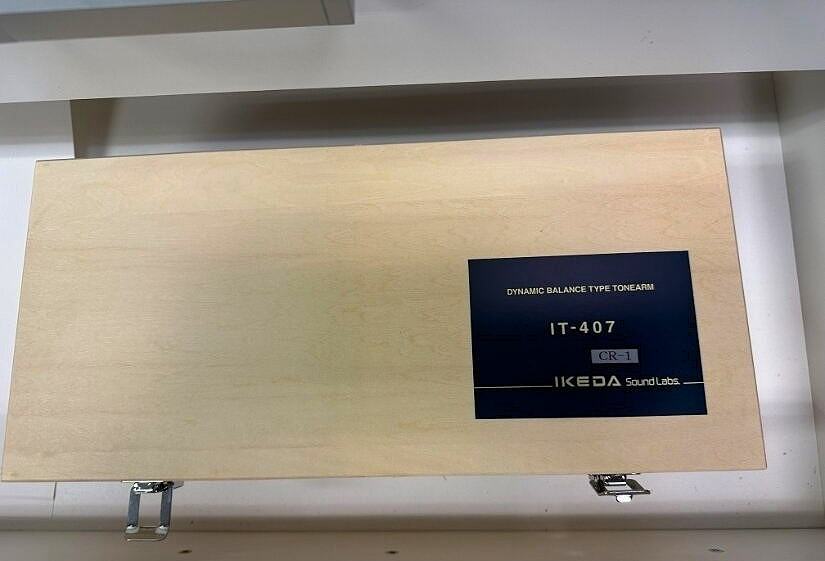 DYNAMIC BALANCE TYPE TONEARM
IT-407
CR-1
IKEDA Sound Labs.